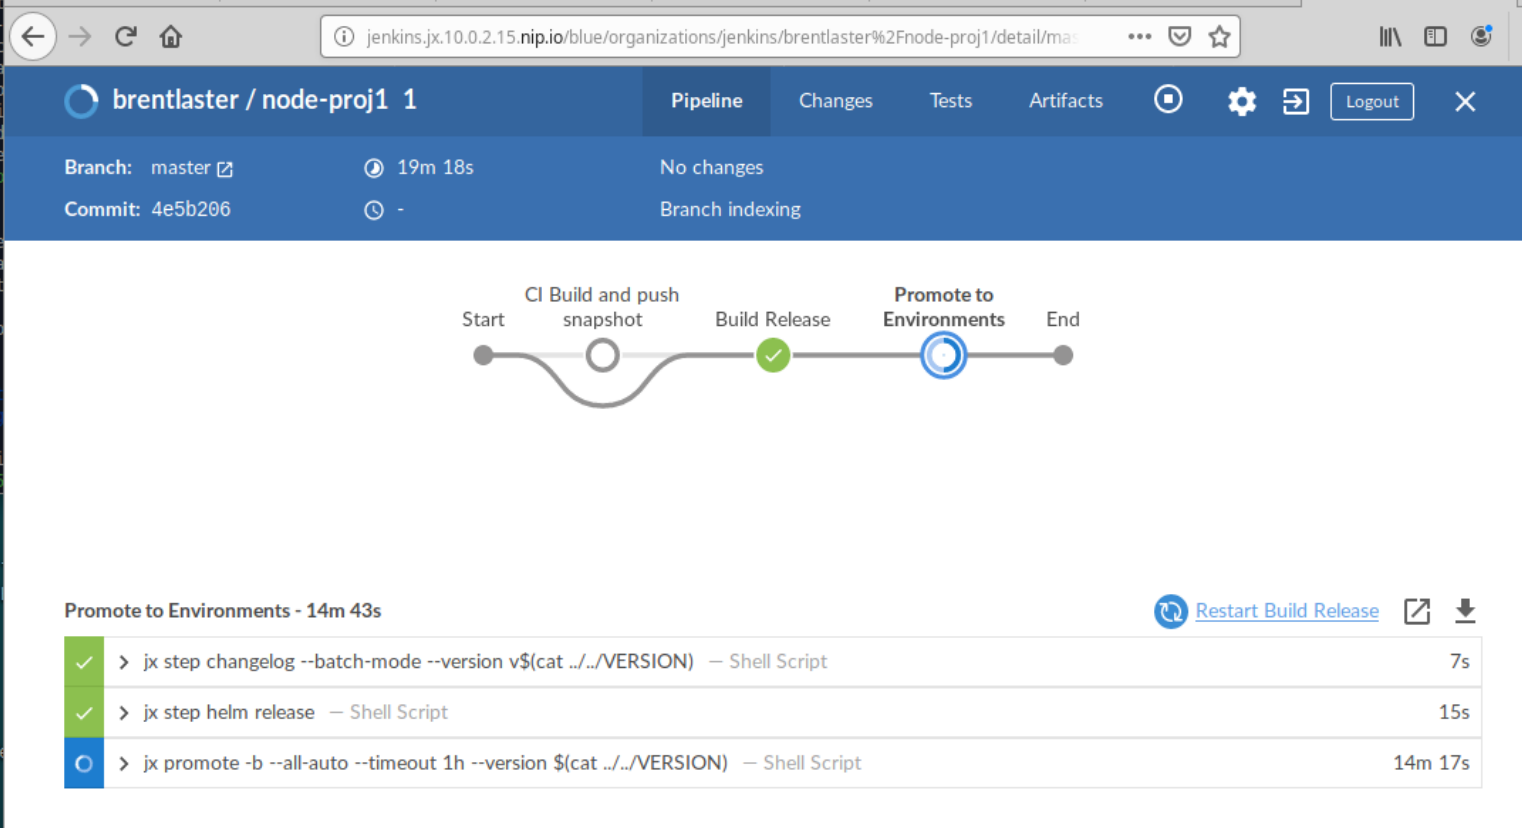 jenkins.jx.10.0.2.15.nip.io/blue/organizations/jenkins/brentlaster%2Fnode-proj1/detail/mas
brentlaster / node-proj1 1
Pipeline Changes Tests Artifacts Logout
Branch: master 19m 18s No changes
Commit: 4e5b206 - Branch indexing
CI Build and push Promote to
Start snapshot Build Release Environments End
Promote to Environments - 14m 43s Restart Build Release
jx step changelog --batch-mode --version v$(cat ../../VERSION) — Shell Script 7s
jx step helm release — Shell Script 15s
jx promote -b --all-auto --timeout 1h --version $(cat ../../VERSION) — Shell Script 14m 17s